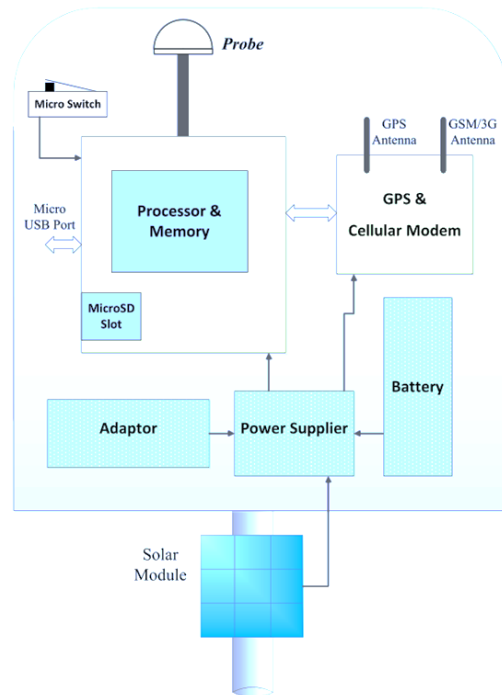 Probe
Micro Switch
GPS
Antenna
GSM/3G
Antenna
Micro
USB Port
Processor &
Memory
GPS &
Cellular Modem
MicroSD
Slot
Battery
Adaptor
Power Supplier
Solar
Module